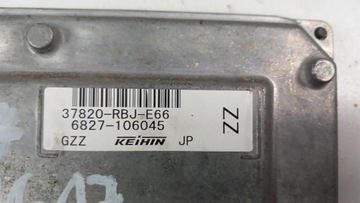 37820-RBJ-E66
6827-106045
GZZ KEIHIN JP
ZZ